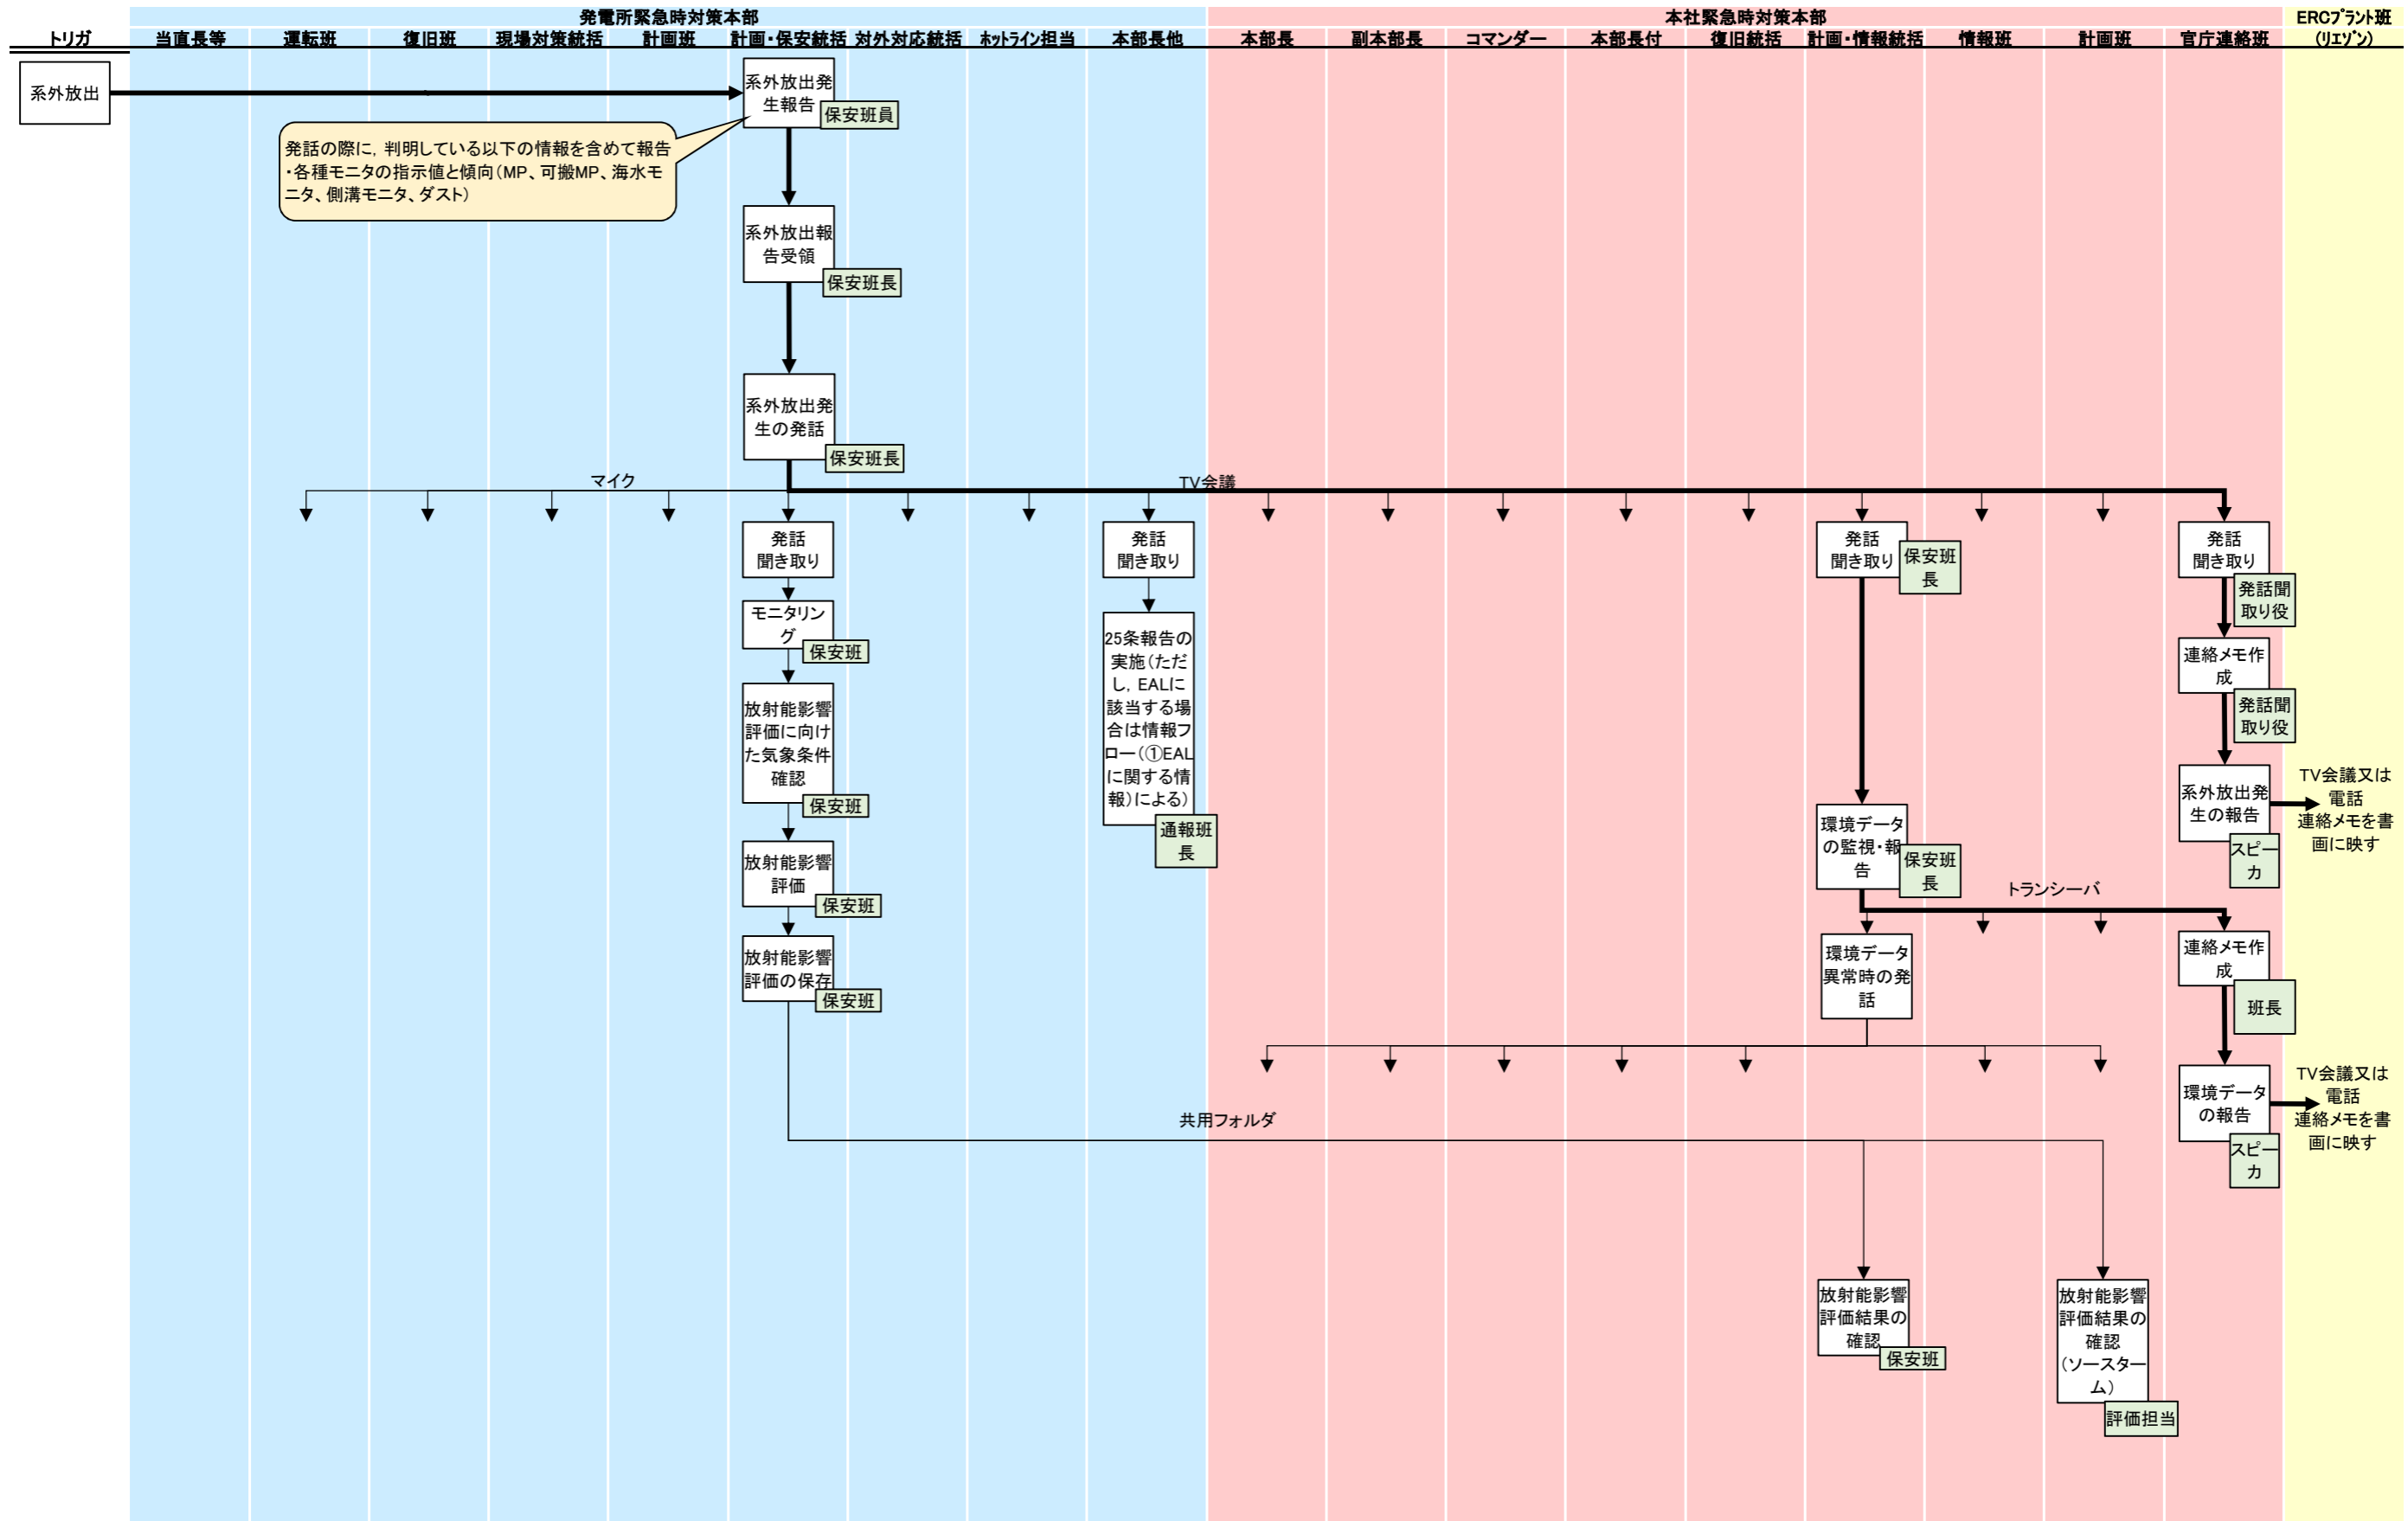 発電所緊急時対策本部
本社緊急時対策本部
ERCプラント班
(リエゾン)
トリガ
当直長等
運転班
復旧班
現場対策統括
計画班
計画・保安統括
対外対応統括
ホットライン担当
本部長他
本部長
副本部長
コマンダー
本部長付
復旧統括
計画・情報統括
情報班
計画班
官庁連絡班
系外放出
系外放出発
生報告
保安班員
発話の際に，判明している以下の情報を含めて報告
・各種モニタの指示値と傾向（MP、可搬MP、海水モ
ニタ、側溝モニタ、ダスト）
系外放出報
告受領
保安班長
系外放出発
生の発話
保安班長
マイク
TV会議
発話
聞き取り
発話
聞き取り
発話
聞き取り
保安班
長
発話
聞き取り
発話聞
取り役
モニタリン
グ
保安班
25条報告の
実施（ただ
し，EALに
該当する場
合は情報フ
ロー（①EAL
に関する情
報）による）
通報班
長
連絡メモ作
成
発話聞
取り役
放射能影響
評価に向け
た気象条件
確認
保安班
系外放出発
生の報告
スピー
カ
TV会議又は
電話
連絡メモを書
画に映す
環境データ
の監視・報
告
保安班
長
放射能影響
評価
保安班
トランシーバ
放射能影響
評価の保存
保安班
環境データ
異常時の発
話
連絡メモ作
成
班長
環境データ
の報告
スピー
カ
TV会議又は
電話
連絡メモを書
画に映す
共用フォルダ
放射能影響
評価結果の
確認
保安班
放射能影響
評価結果の
確認
（ソースター
ム）
評価担当